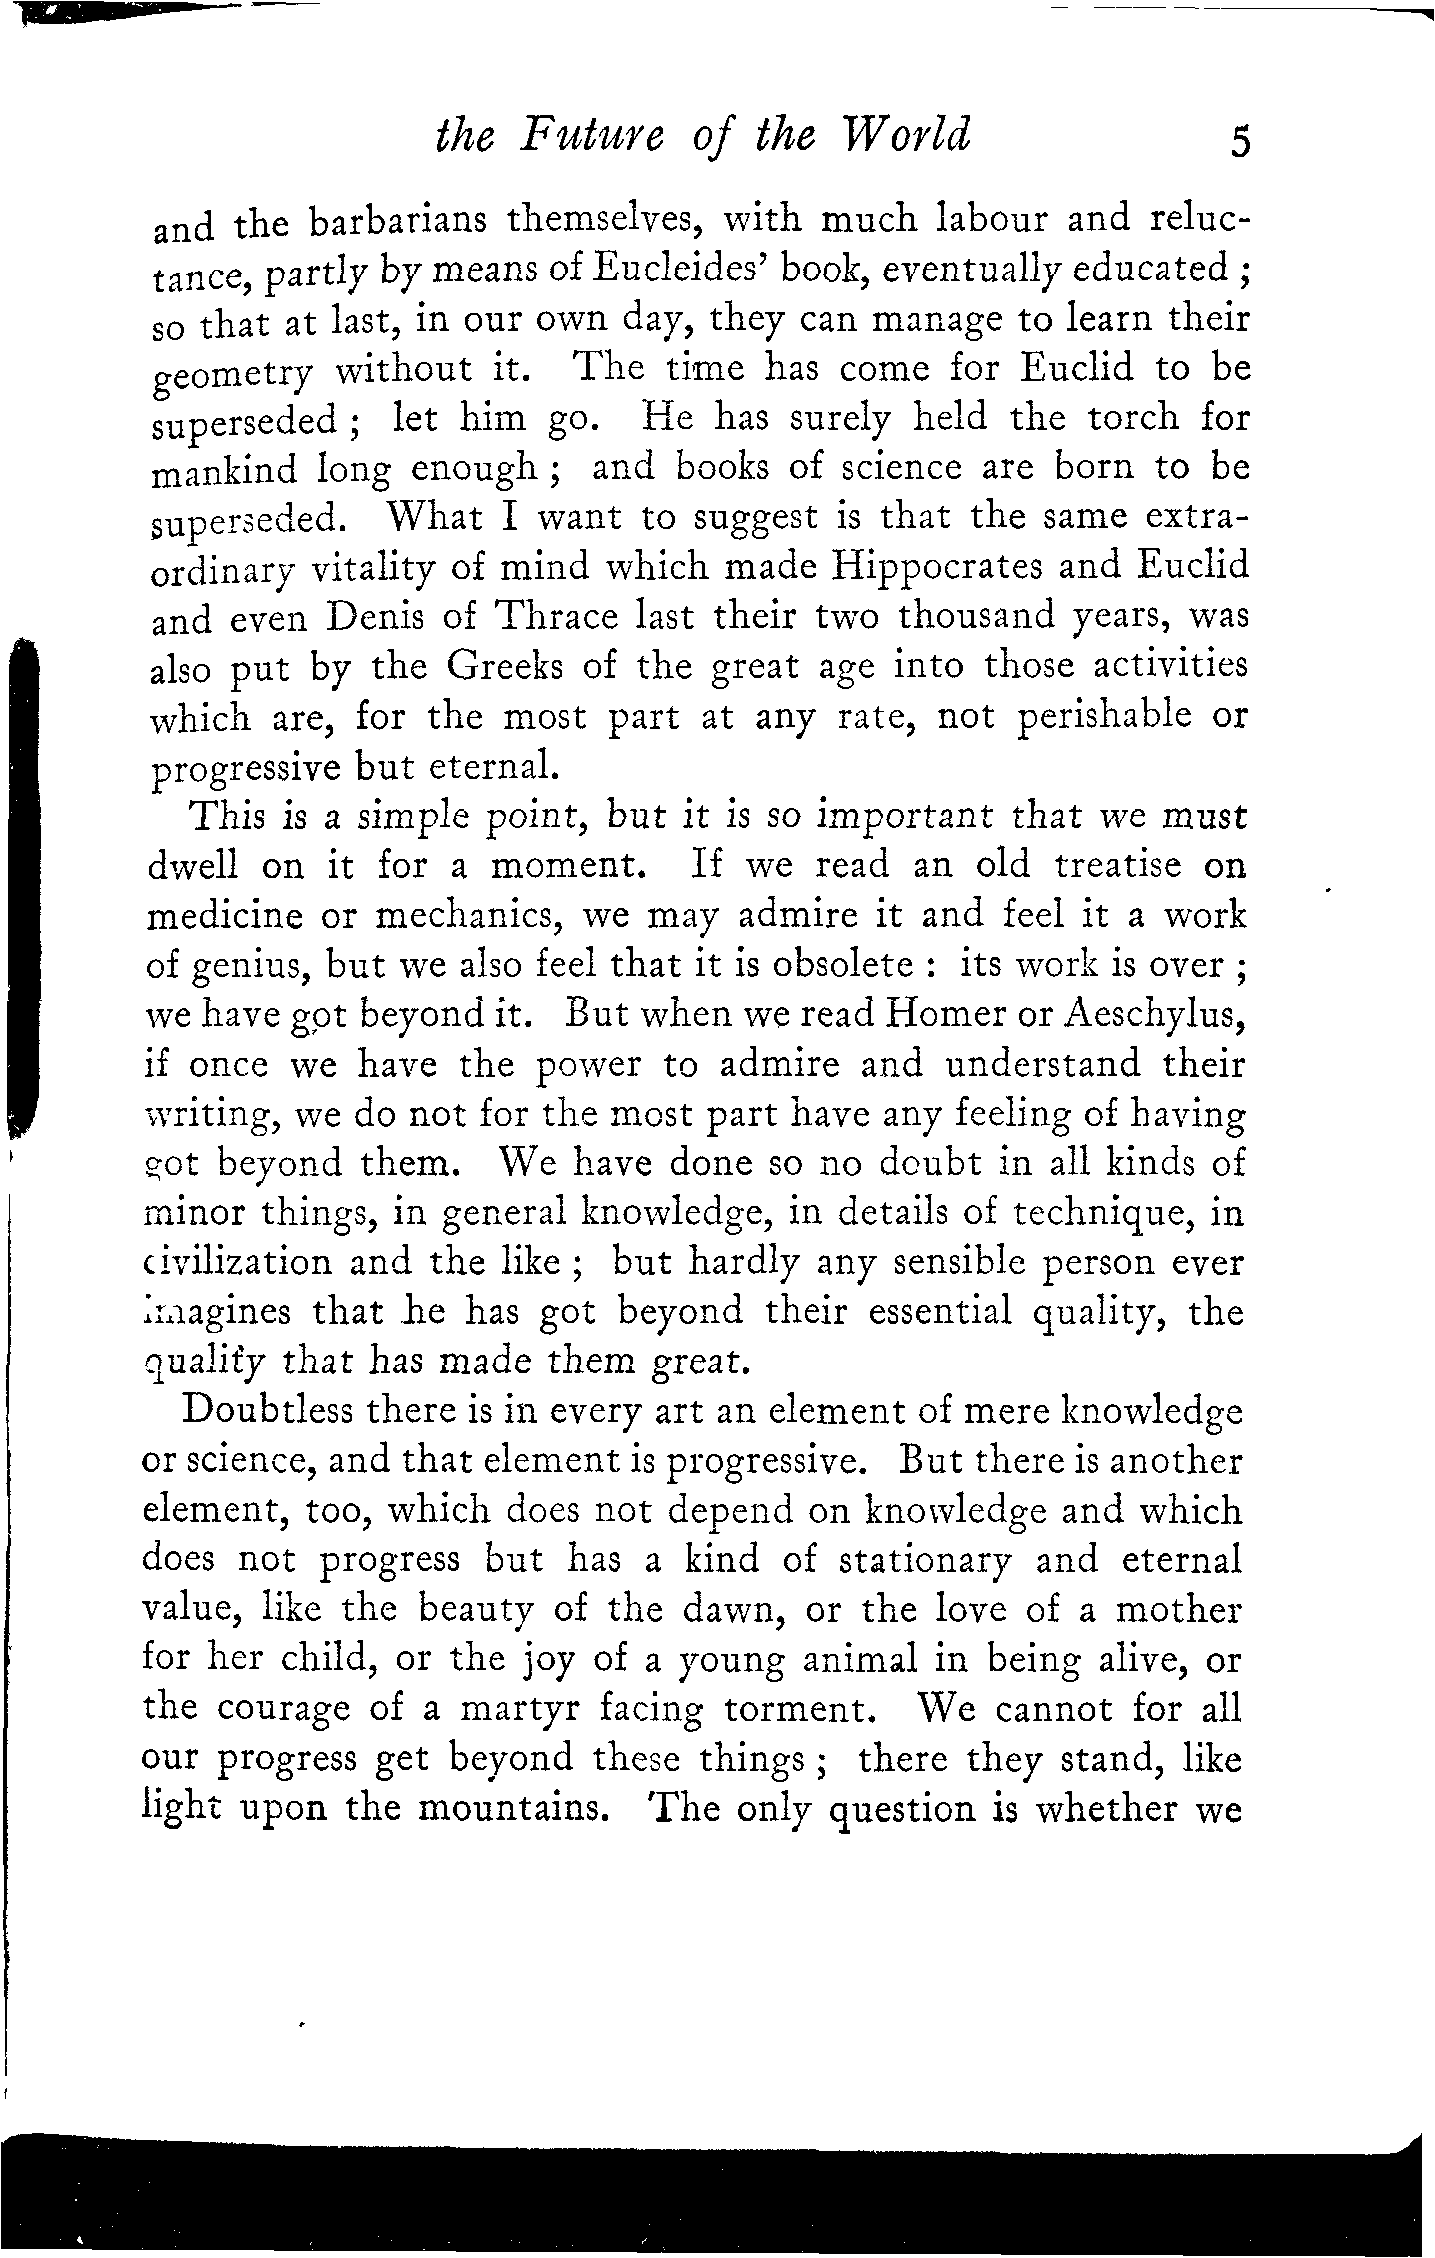 the Future of the World 5
and the barbarians themselves, with much labour and reluc-
tance, partly by means of Eucleides' book, eventually educated ;
so that at last, in our own day, they can manage to learn their
geometry without it. The time has come for Euclid to be
superseded ; let him go. He has surely held the torch for
mankind long enough ; and books of science are born to be
superseded. What I want to suggest is that the same extra-
ordinary vitality of mind which made Hippocrates and Euclid
and even Denis of Thrace last their two thousand years, was
also put by the Greeks of the great age into those activities
which are, for the most part at any rate, not perishable or
progressive but eternal.
This is a simple point, but it is so important that we must
dwell on it for a moment. If we read an old treatise on
medicine or mechanics, we may admire it and feel it a work
of genius, but we also feel that it is obsolete : its work is over ;
we have got beyond it. But when we read Homer or Aeschylus,
if once we have the power to admire and understand their
writing, we do not for the most part have any feeling of having
got beyond them. We have done so no doubt in all kinds of
minor things, in general knowledge, in details of technique, in
civilization and the like ; but hardly any sensible person ever
imagines that he has got beyond their essential quality, the
quality that has made them great.
Doubtless there is in every art an element of mere knowledge
or science, and that element is progressive. But there is another
element, too, which does not depend on knowledge and which
does not progress but has a kind of stationary and eternal
value, like the beauty of the dawn, or the love of a mother
for her child, or the joy of a young animal in being alive, or
the courage of a martyr facing torment. We cannot for all
our progress get beyond these things ; there they stand, like
light upon the mountains. The only question is whether we